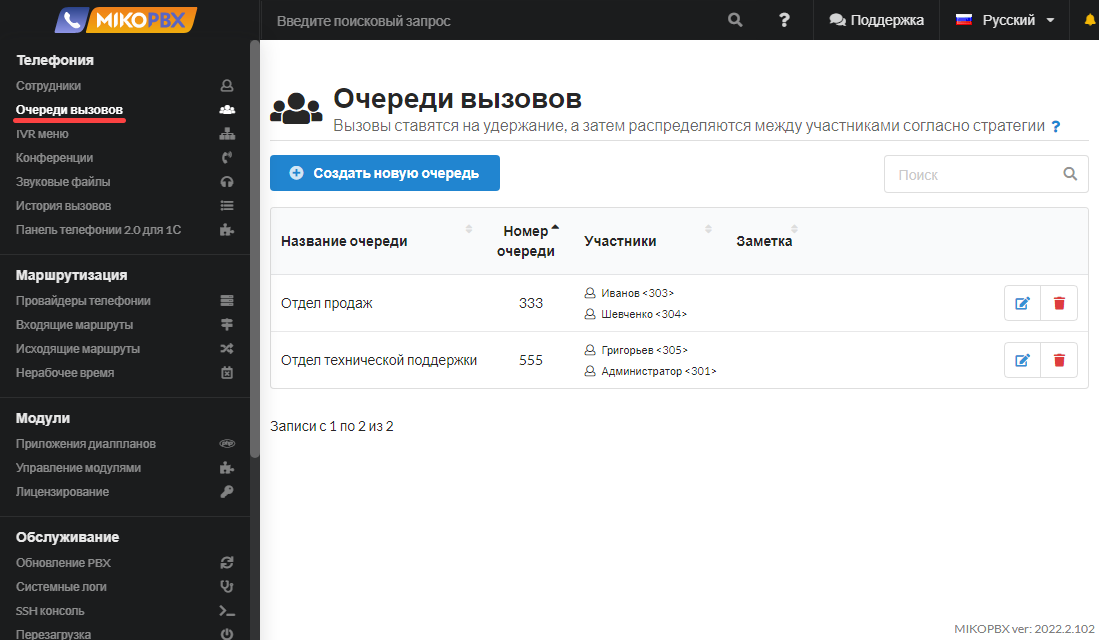 MIKOPBX
Введите поисковый запрос
?
Поддержка
Русский
Телефония
Сотрудники
Очереди вызовов
IVR меню
Конференции
Звуковые файлы
История вызовов
Панель телефонии 2.0 для 1С
Маршрутизация
Провайдеры телефонии
Входящие маршруты
Исходящие маршруты
Нерабочее время
Модули
Приложения диалпланов
Управление модулями
Лицензирование
Обслуживание
Обновление PBX
Системные логи
SSH консоль
Перезагрузка
Очереди вызовов
Вызовы ставятся на удержание, а затем распределяются между участниками согласно стратегии ?
Создать новую очередь
Поиск
Название очереди
Номер
очереди
Участники
Заметка
Отдел продаж
333
Иванов <303>
Шевченко <304>
Отдел технической поддержки
555
Григорьев <305>
Администратор <301>
Записи с 1 по 2 из 2
MIKOPBX ver: 2022.2.102